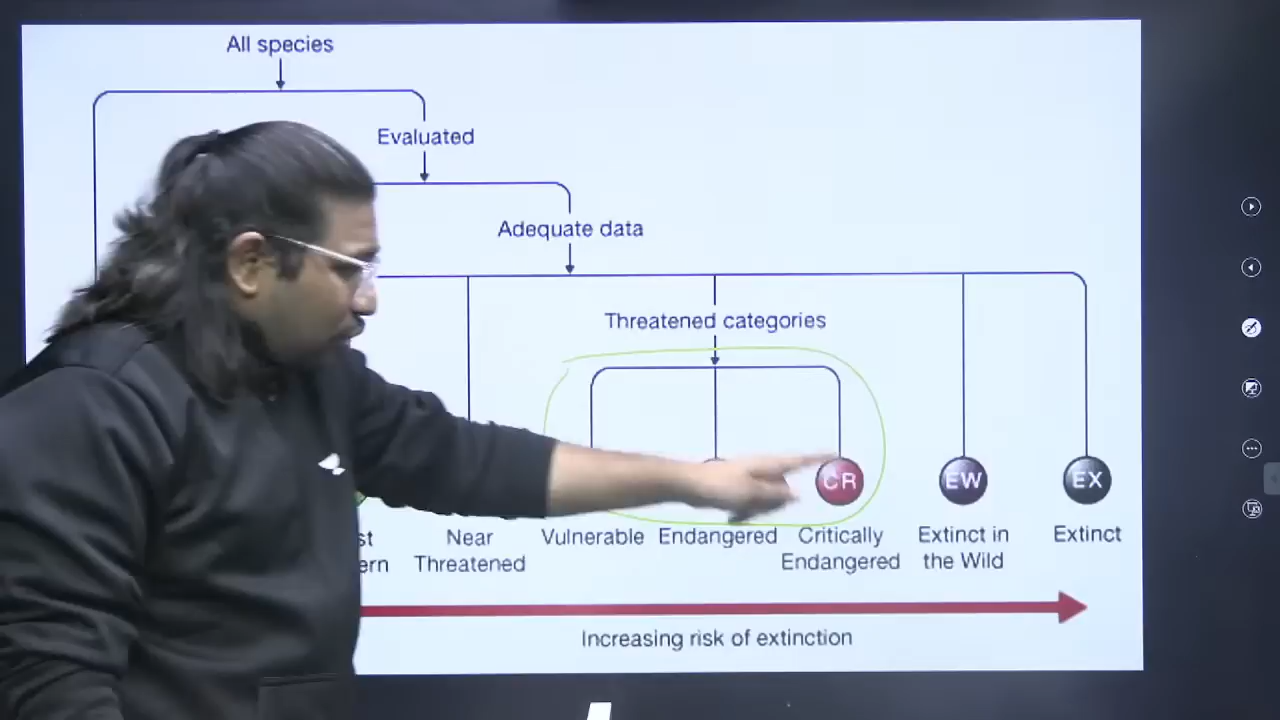 All species
Evaluated
Adequate data
Threatened categories
CR
EW
EX
Near
Threatened
Vulnerable
Endangered
Critically
Endangered
Extinct in
the Wild
Extinct
Increasing risk of extinction